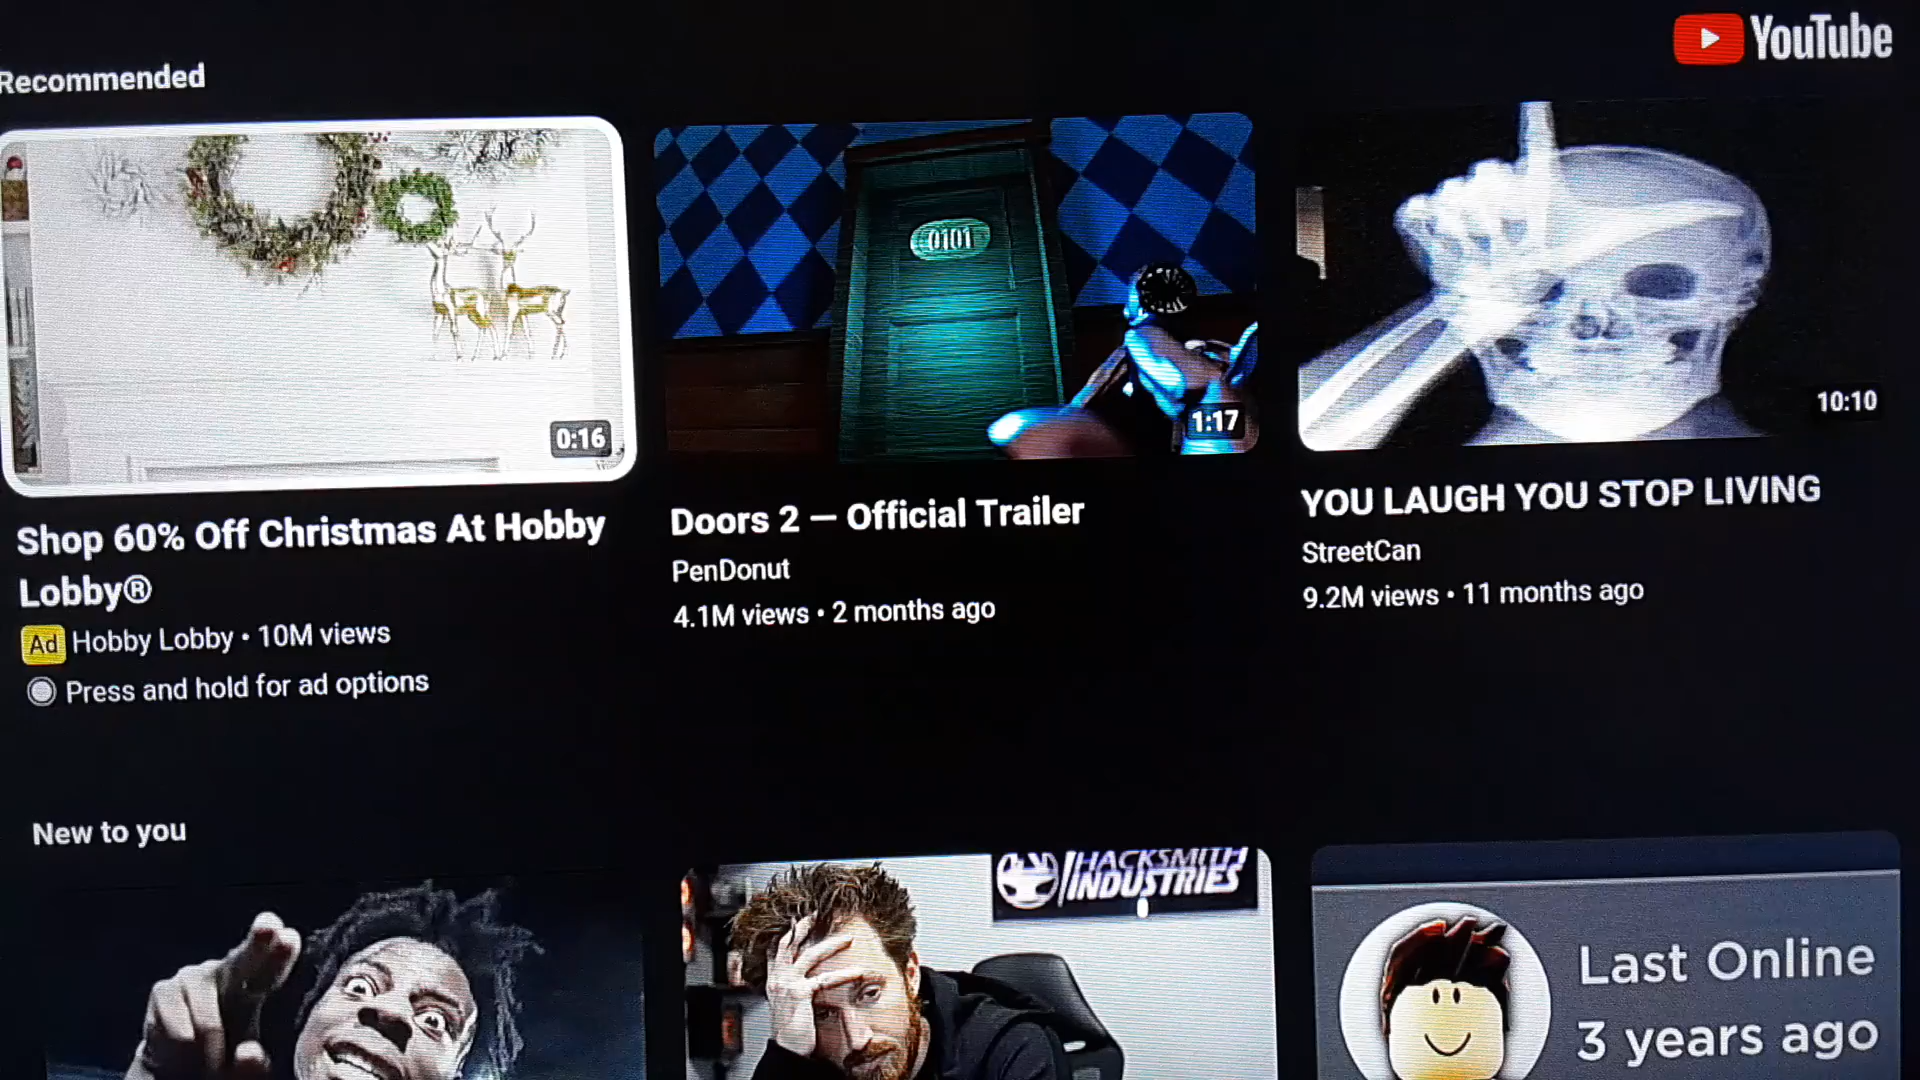 YouTube
Recommended
0101
0:16
1:17
10:10
Shop 60% Off Christmas At Hobby
Lobby®
Ad Hobby Lobby • 10M views
Press and hold for ad options
Doors 2 — Official Trailer
PenDonut
4.1M views • 2 months ago
YOU LAUGH YOU STOP LIVING
StreetCan
9.2M views • 11 months ago
New to you
HACKSMITH
INDUSTRIES
Last Online
3 years ago